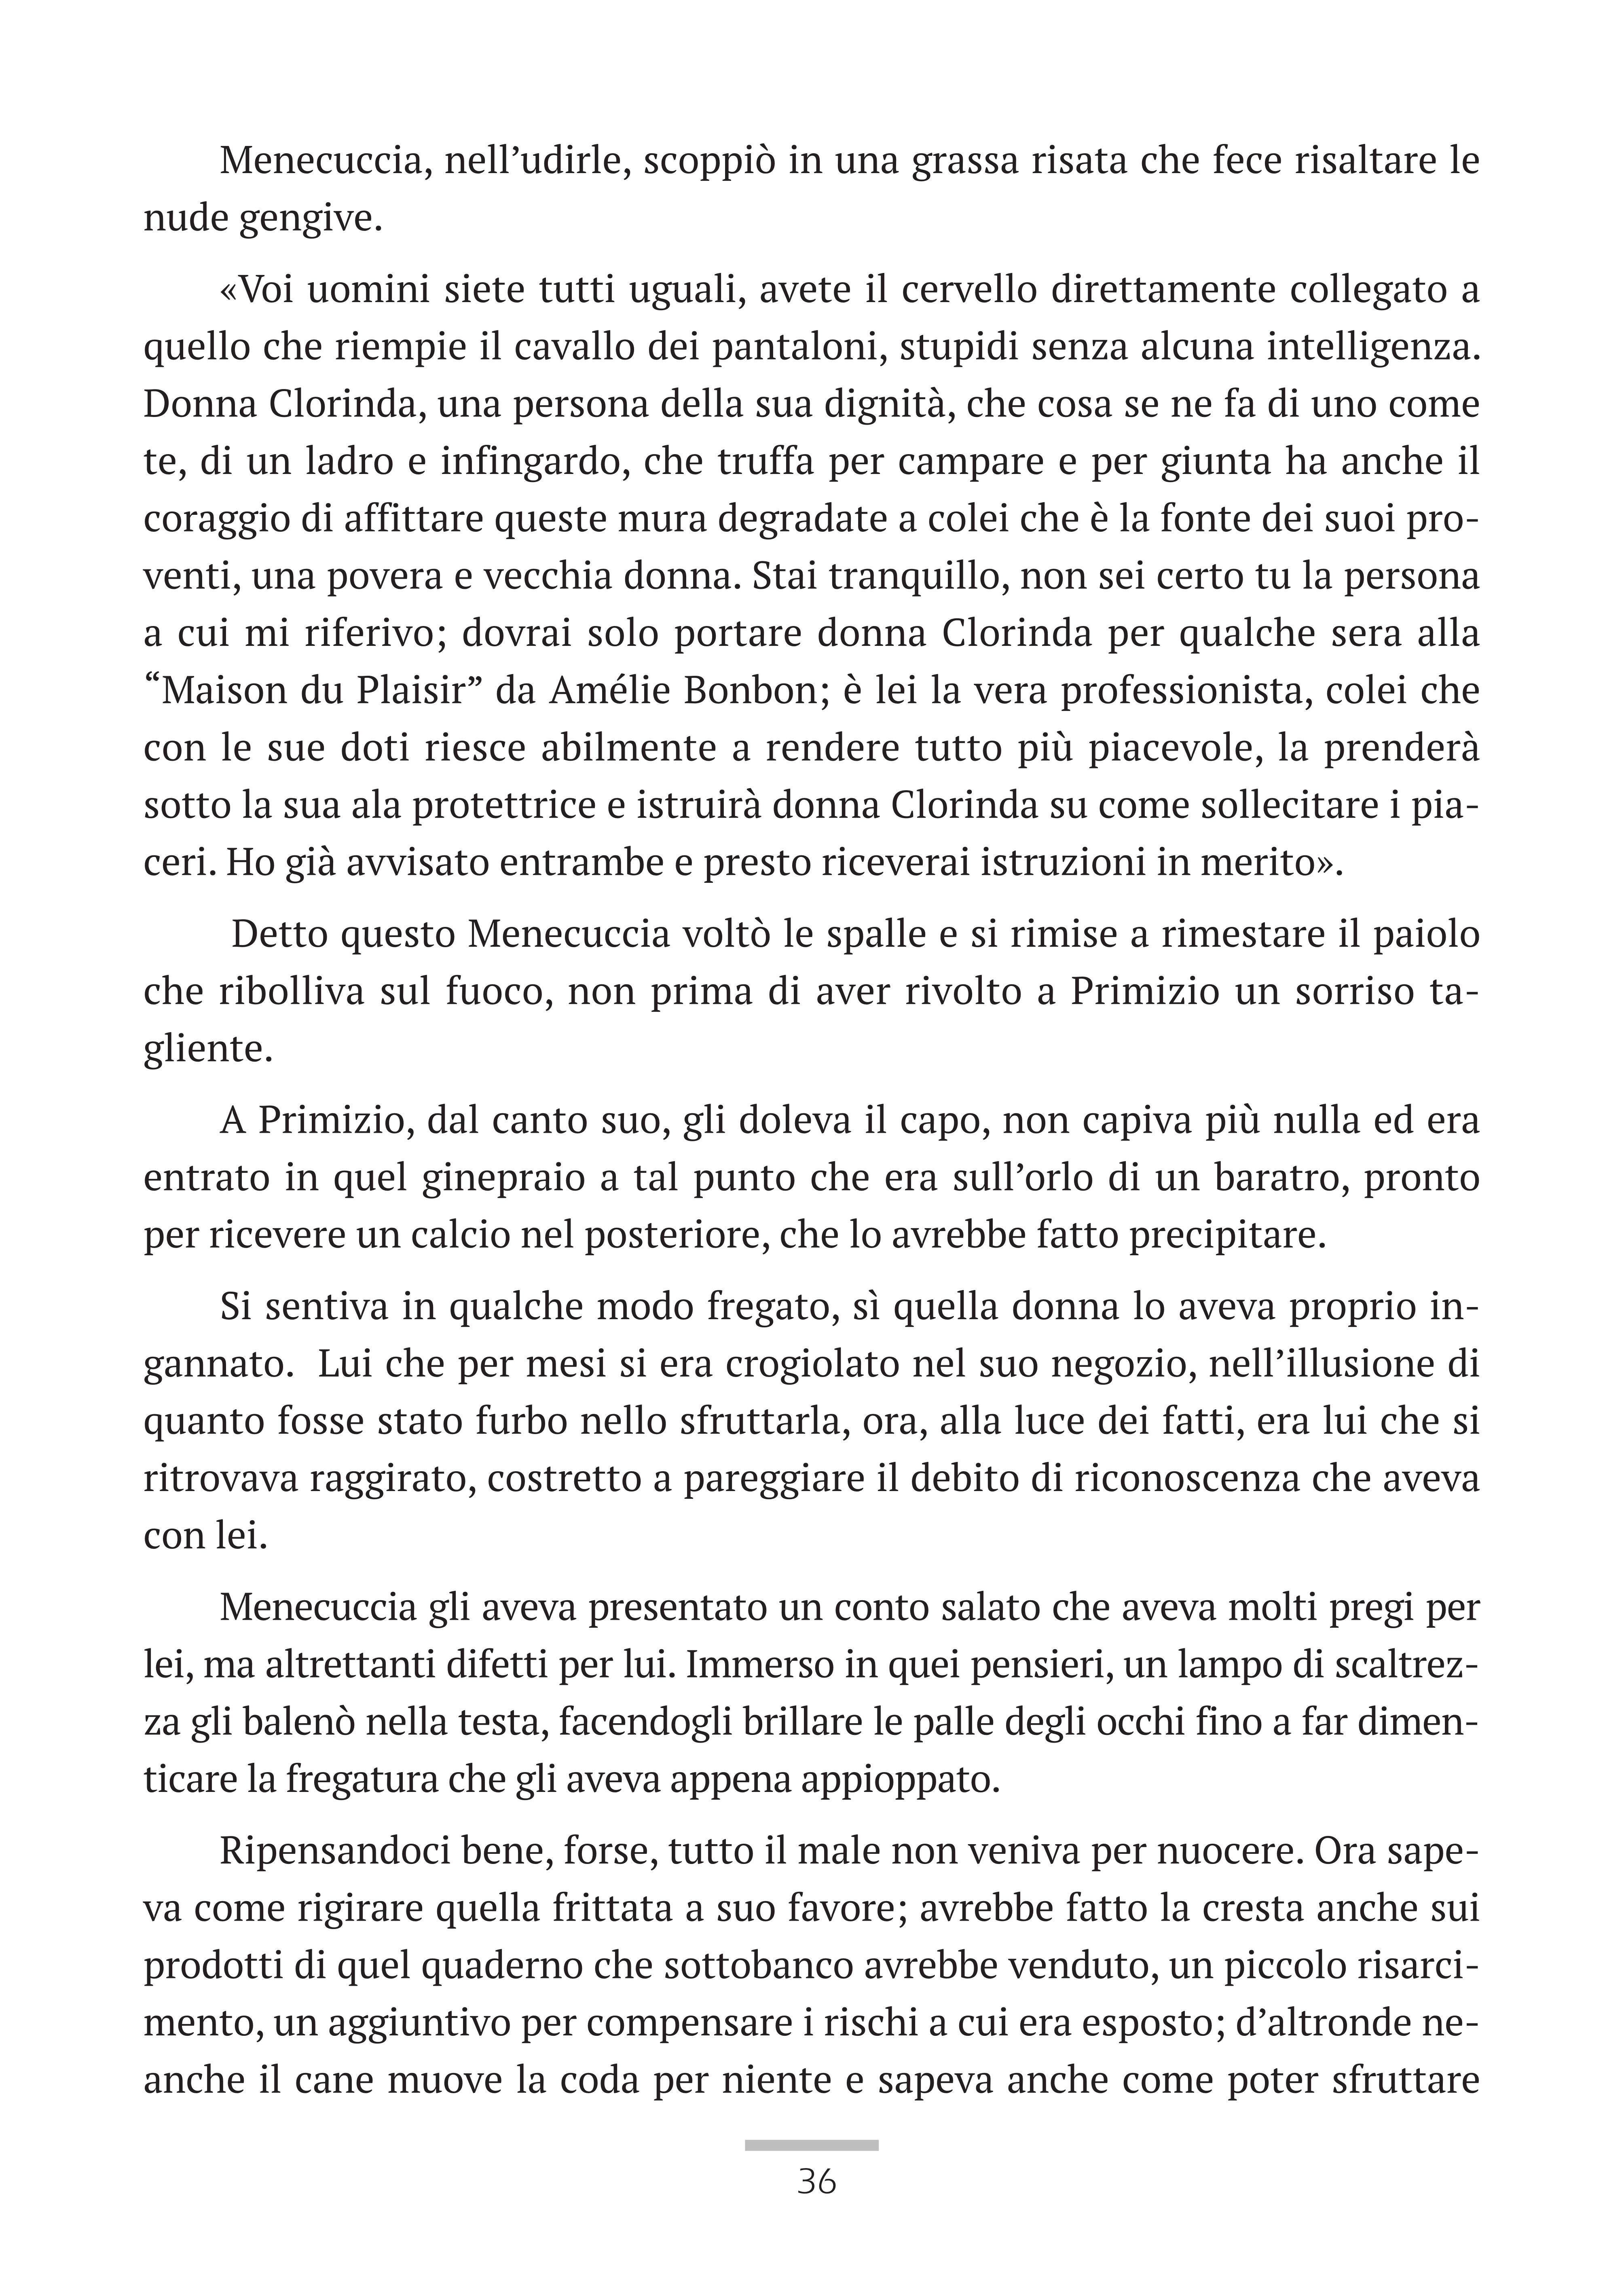 Menecuccia, nell’udirle, scoppiò in una grassa risata che fece risaltare le
nude gengive.
«Voi uomini siete tutti uguali, avete il cervello direttamente collegato a
quello che riempie il cavallo dei pantaloni, stupidi senza alcuna intelligenza.
Donna Clorinda, una persona della sua dignità, che cosa se ne fa di uno come
te, di un ladro e infingardo, che truffa per campare e per giunta ha anche il
coraggio di affittare queste mura degradate a colei che è la fonte dei suoi pro-
venti, una povera e vecchia donna. Stai tranquillo, non sei certo tu la persona
a cui mi riferivo; dovrai solo portare donna Clorinda per qualche sera alla
“Maison du Plaisir” da Amélie Bonbon; è lei la vera professionista, colei che
con le sue doti riesce abilmente a rendere tutto più piacevole, la prenderà
sotto la sua ala protettrice e istruirà donna Clorinda su come sollecitare i pia-
ceri. Ho già avvisato entrambe e presto riceverai istruzioni in merito».
Detto questo Menecuccia voltò le spalle e si rimise a rimestare il paiolo
che ribolliva sul fuoco, non prima di aver rivolto a Primizio un sorriso ta-
gliente.
A Primizio, dal canto suo, gli doleva il capo, non capiva più nulla ed era
entrato in quel ginepraio a tal punto che era sull’orlo di un baratro, pronto
per ricevere un calcio nel posteriore, che lo avrebbe fatto precipitare.
Si sentiva in qualche modo fregato, sì quella donna lo aveva proprio in-
gannato. Lui che per mesi si era crogiolato nel suo negozio, nell’illusione di
quanto fosse stato furbo nello sfruttarla, ora, alla luce dei fatti, era lui che si
ritrovava raggirato, costretto a pareggiare il debito di riconoscenza che aveva
con lei.
Menecuccia gli aveva presentato un conto salato che aveva molti pregi per
lei, ma altrettanti difetti per lui. Immerso in quei pensieri, un lampo di scaltrez-
za gli balenò nella testa, facendogli brillare le palle degli occhi fino a far dimen-
ticare la fregatura che gli aveva appena appioppato.
Ripensandoci bene, forse, tutto il male non veniva per nuocere. Ora sape-
va come rigirare quella frittata a suo favore; avrebbe fatto la cresta anche sui
prodotti di quel quaderno che sottobanco avrebbe venduto, un piccolo risarci-
mento, un aggiuntivo per compensare i rischi a cui era esposto; d’altronde ne-
anche il cane muove la coda per niente e sapeva anche come poter sfruttare
36